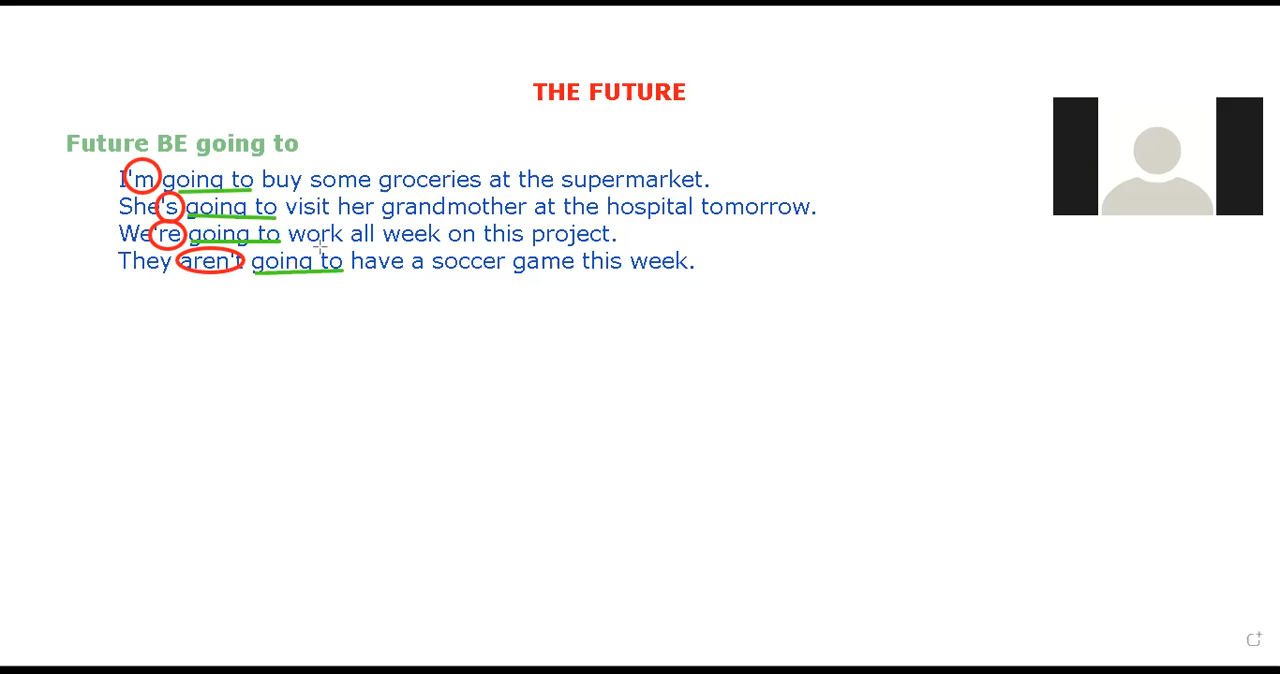 THE FUTURE
Future BE going to
I'm going to buy some groceries at the supermarket.
She's going to visit her grandmother at the hospital tomorrow.
We're going to work all week on this project.
They aren't going to have a soccer game this week.